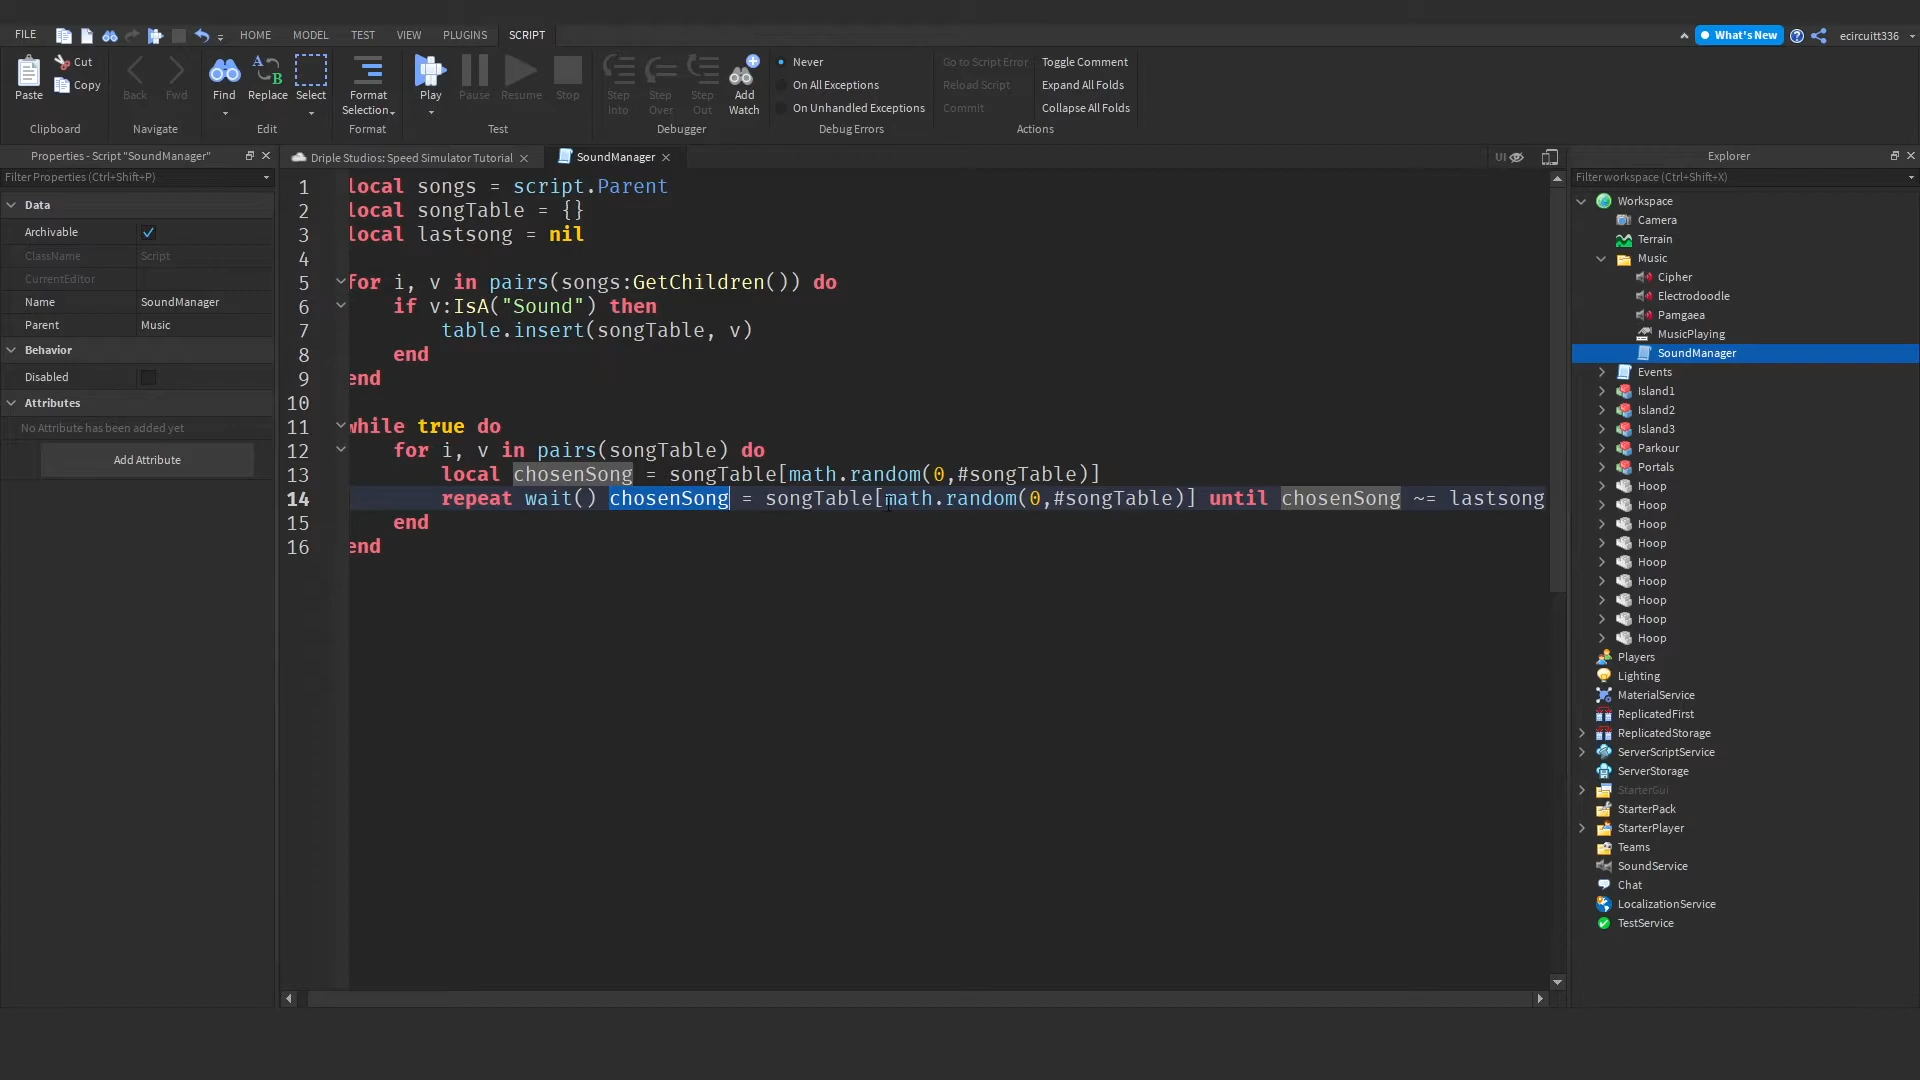 FILE HOME MODEL TEST VIEW PLUGINS SCRIPT What's New ecircuitt336
Paste Cut Copy Back Fwd Find Replace Select Format Selection Play Pause Resume Stop Step Into Step Over Step Out Add Watch
Never
On All Exceptions
On Unhandled Exceptions
Go to Script Error
Reload Script
Commit
Toggle Comment
Expand All Folds
Collapse All Folds
Clipboard Navigate Edit Format Test Debugger Debug Errors Actions
Properties - Script "SoundManager"
Filter Properties (Ctrl+Shift+P)
Data
Archivable
ClassName Script
CurrentEditor
Name SoundManager
Parent Music
Behavior
Disabled
Attributes
No Attribute has been added yet
Add Attribute
Driple Studios: Speed Simulator Tutorial SoundManager UI
1 local songs = script.Parent
2 local songTable = {}
3 local lastsong = nil
4
5 for i, v in pairs(songs:GetChildren()) do
6 if v:IsA("Sound") then
7 table.insert(songTable, v)
8 end
9 end
10
11 while true do
12 for i, v in pairs(songTable) do
13 local chosenSong = songTable[math.random(0,#songTable)]
14 repeat wait() chosenSong = songTable[math.random(0,#songTable)] until chosenSong ~= lastsong
15 end
16 end
Explorer
Filter workspace (Ctrl+Shift+X)
Workspace
Camera
Terrain
Music
Cipher
Electrodoodle
Pamgaea
MusicPlaying
SoundManager
Events
Island1
Island2
Island3
Parkour
Portals
Hoop
Hoop
Hoop
Hoop
Hoop
Hoop
Hoop
Hoop
Hoop
Players
Lighting
MaterialService
ReplicatedFirst
ReplicatedStorage
ServerScriptService
ServerStorage
StarterGui
StarterPack
StarterPlayer
Teams
SoundService
Chat
LocalizationService
TestService